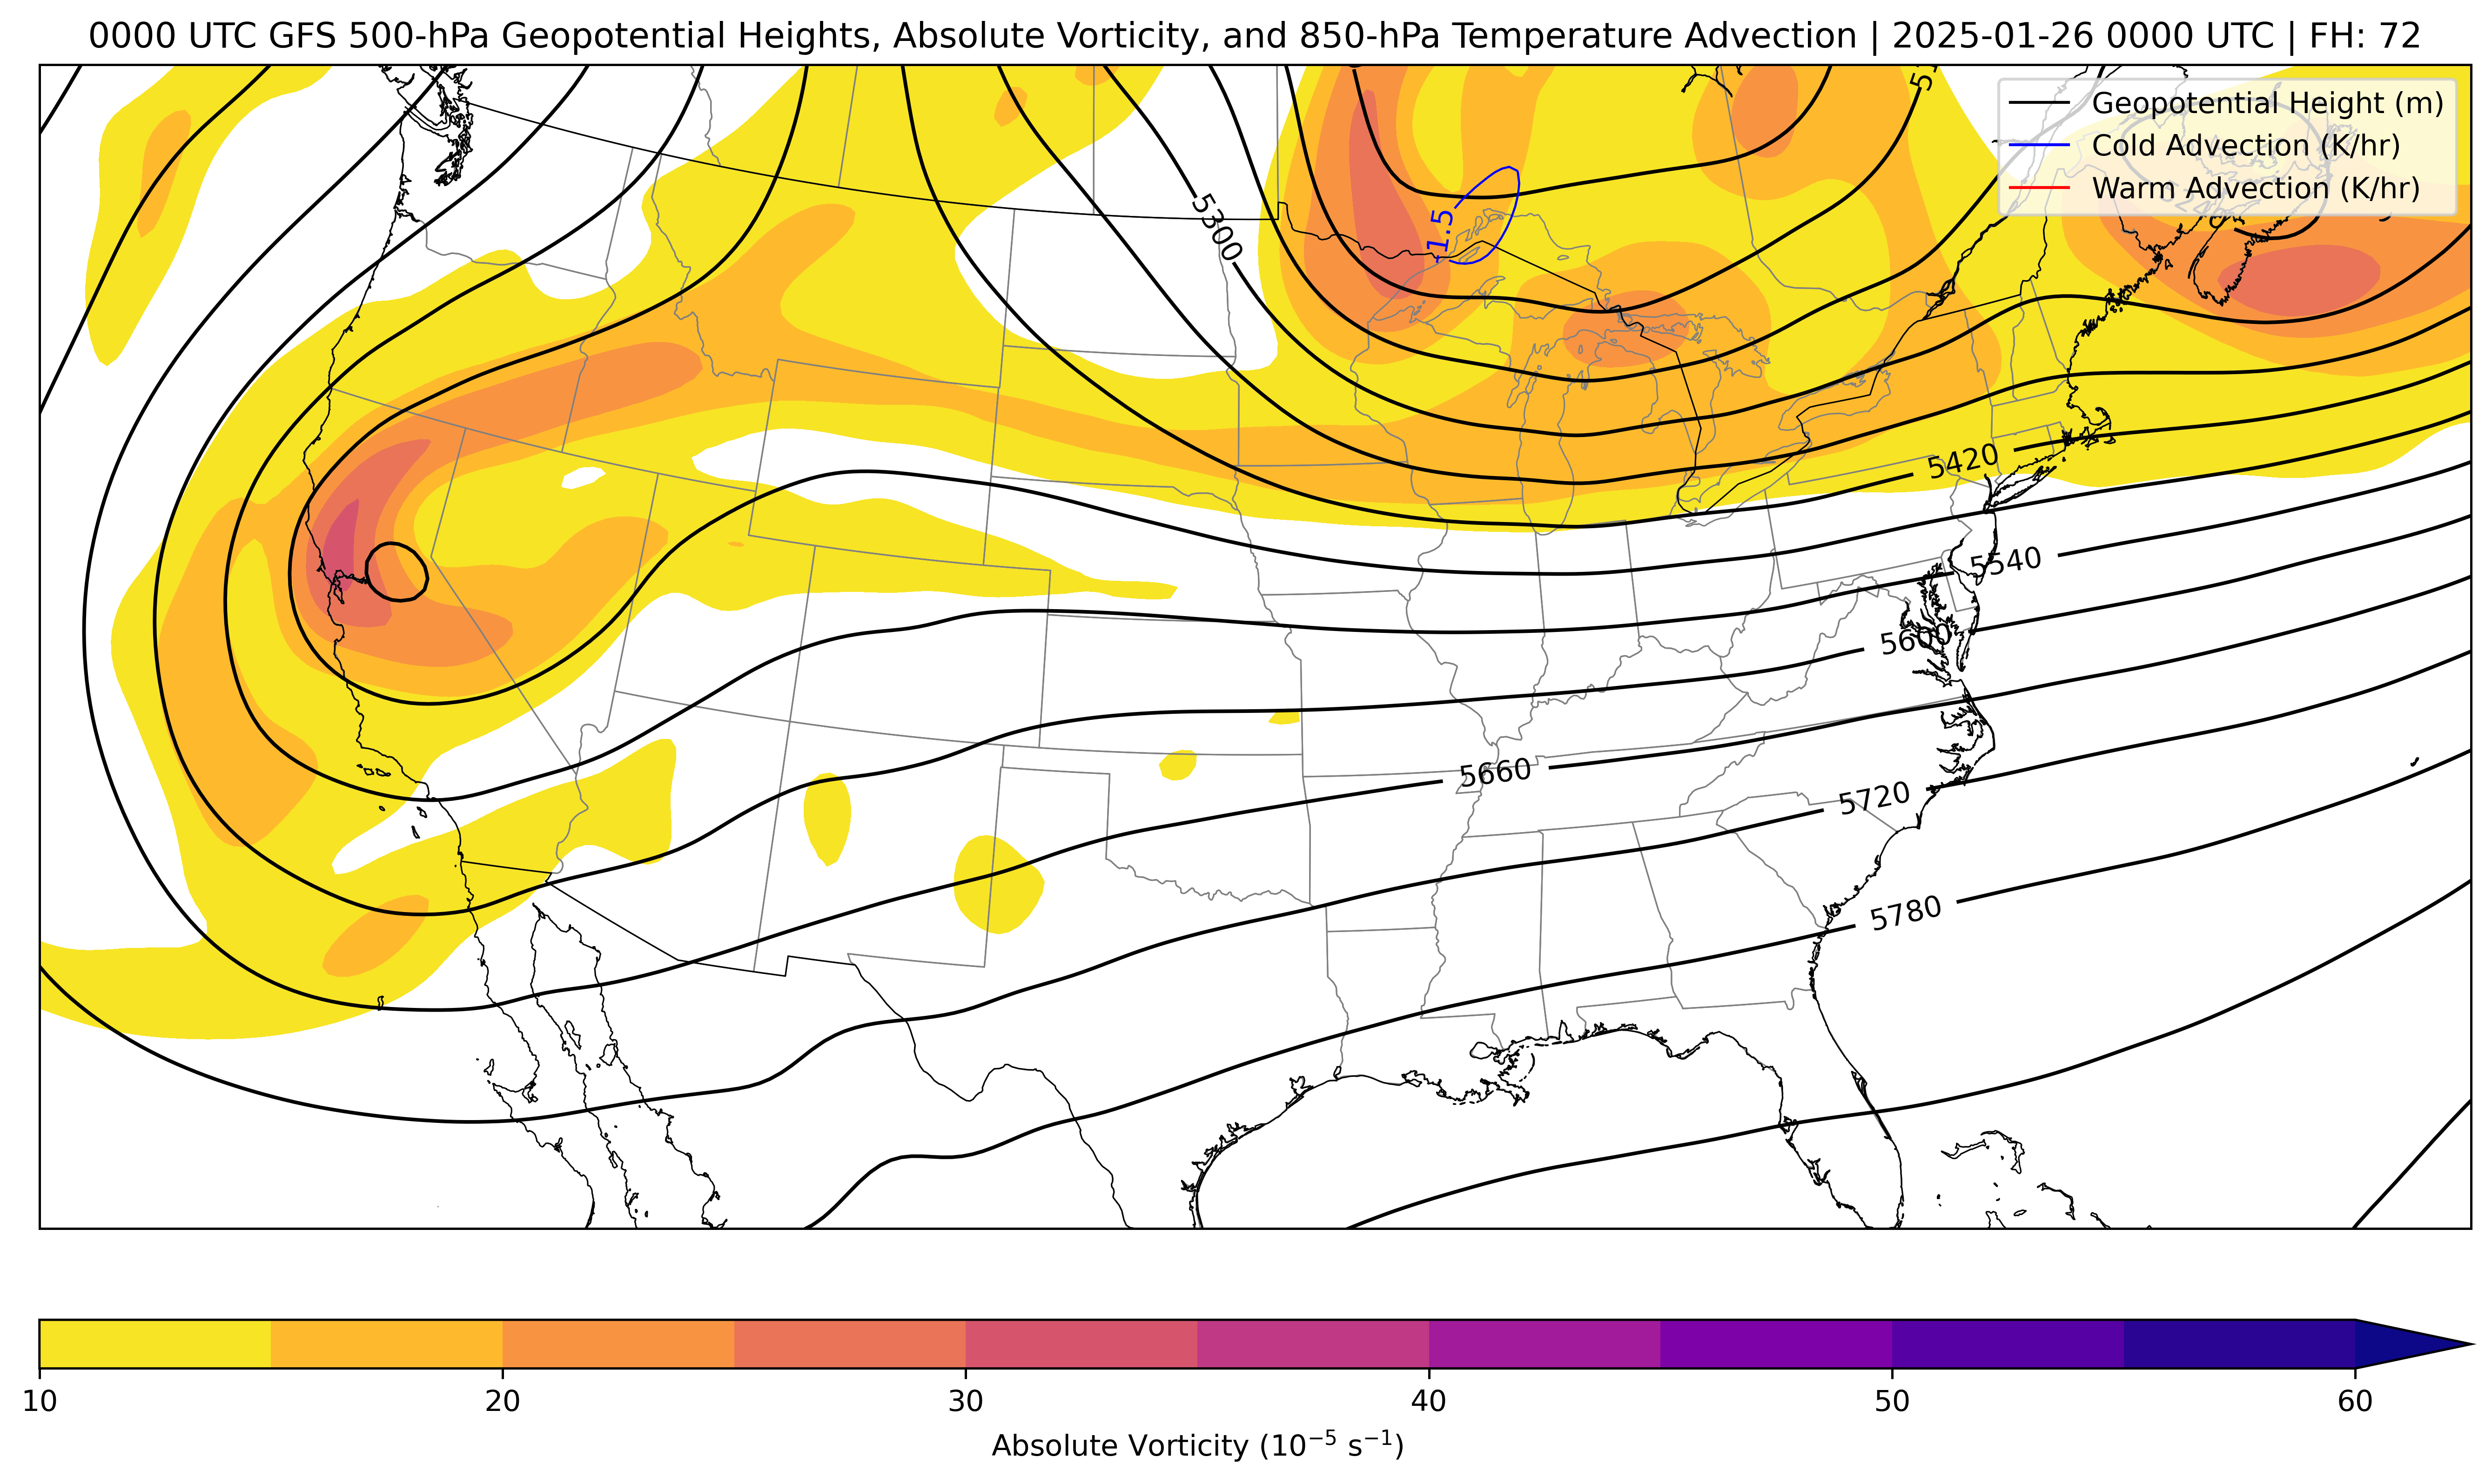 0000 UTC GFS 500-hPa Geopotential Heights, Absolute Vorticity, and 850-hPa Temperature Advection | 2025-01-26 0000 UTC | FH: 72
Geopotential Height (m)
Cold Advection (K/hr)
Warm Advection (K/hr)
-1.5
5300
5420
5540
5600
5660
5720
5780
10 20 30 40 50 60
Absolute Vorticity (10⁻⁵ s⁻¹)